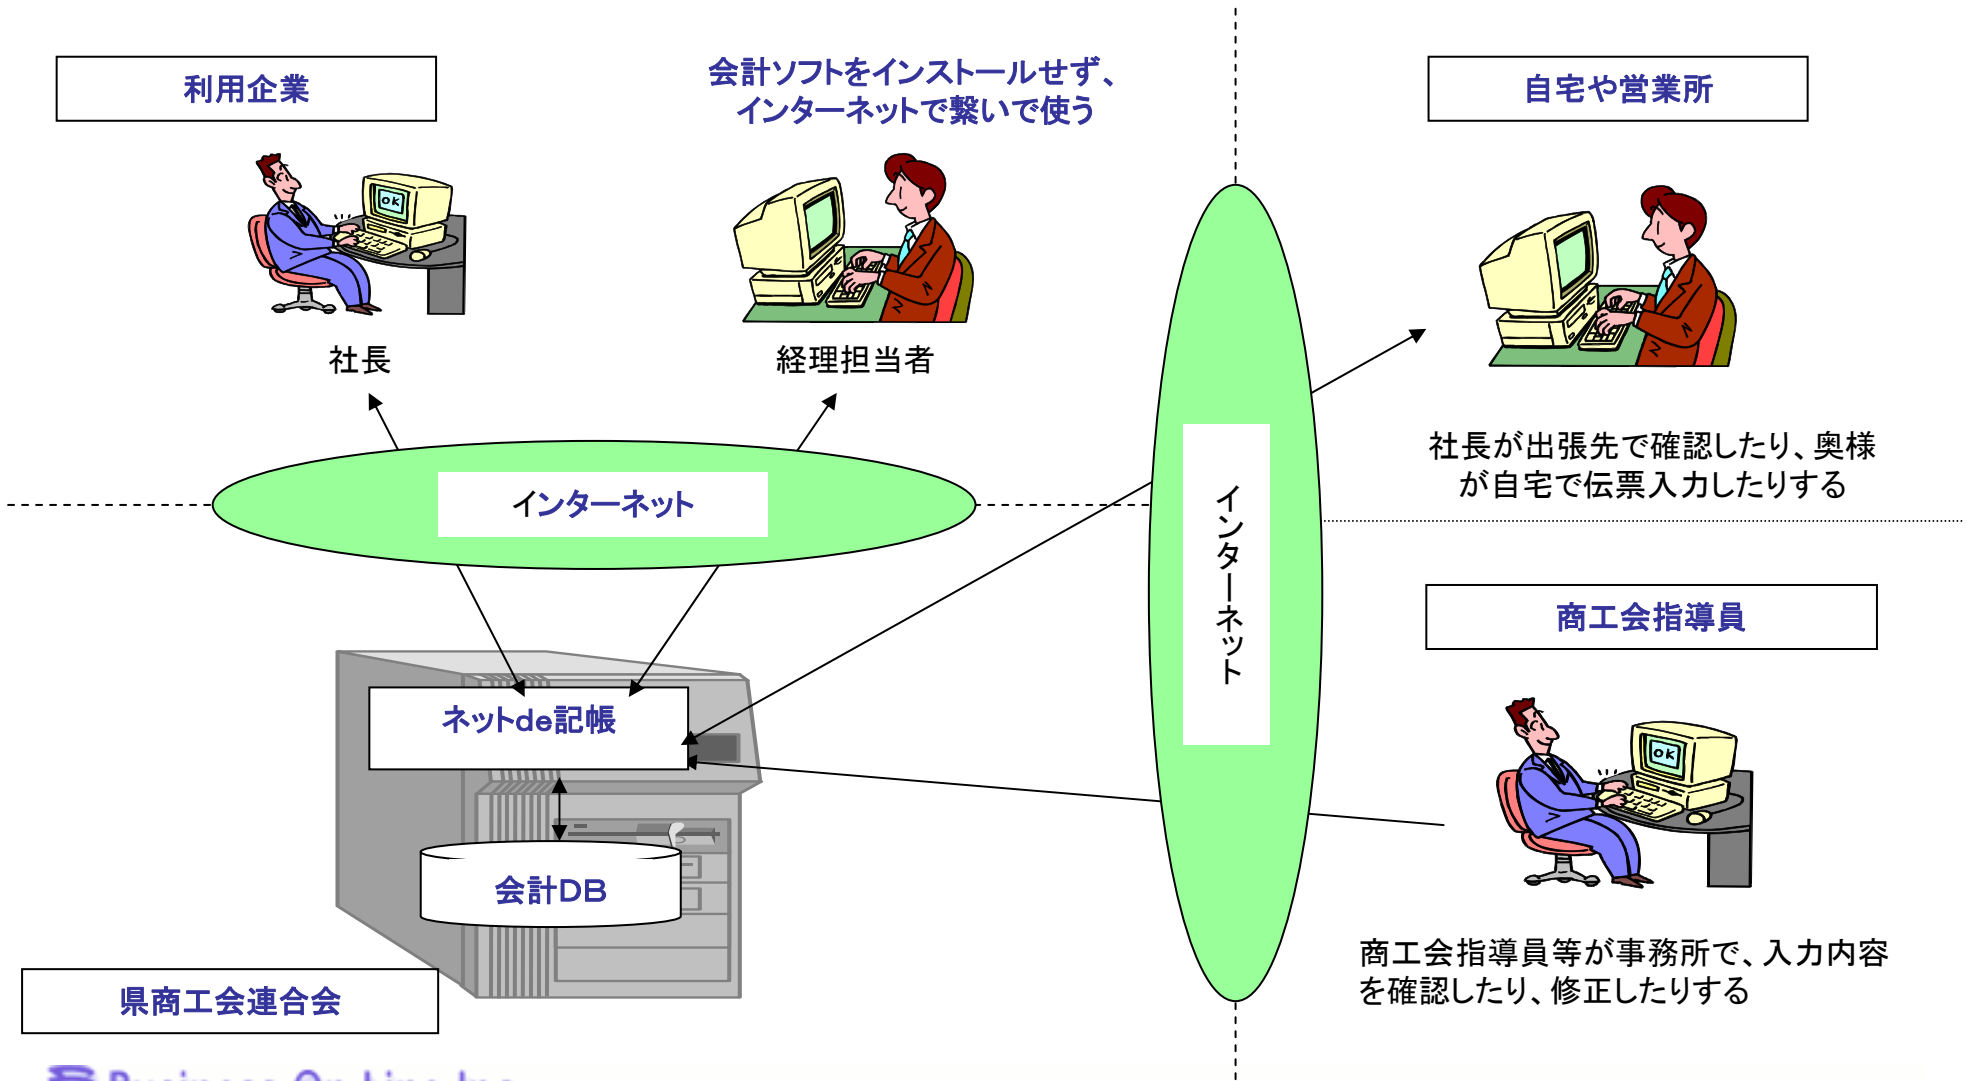 利用企業
会計ソフトをインストールせず、
インターネットで繋いで使う
自宅や営業所
OK
社長
経理担当者
社長が出張先で確認したり、奥様
が自宅で伝票入力したりする
インターネット
インターネット
商工会指導員
OK
ネットde記帳
会計DB
商工会指導員等が事務所で、入力内容
を確認したり、修正したりする
県商工会連合会
Business On Line Inc